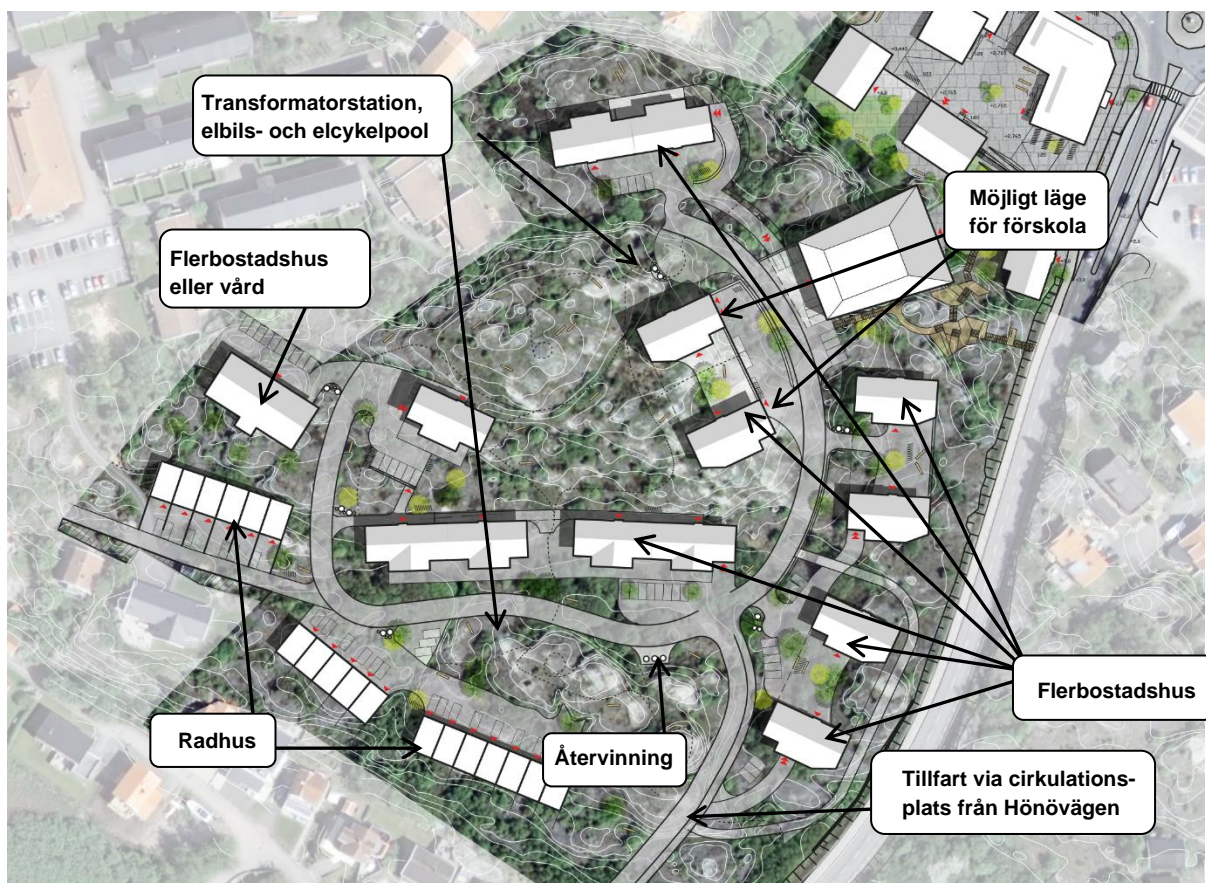 Transformatorstation,
elbils- och elcykelpool
Flerbostadshus
eller vård
Möjligt läge
för förskola
Flerbostadshus
Radhus
Återvinning
Tillfart via cirkulations-
plats från Hönövägen